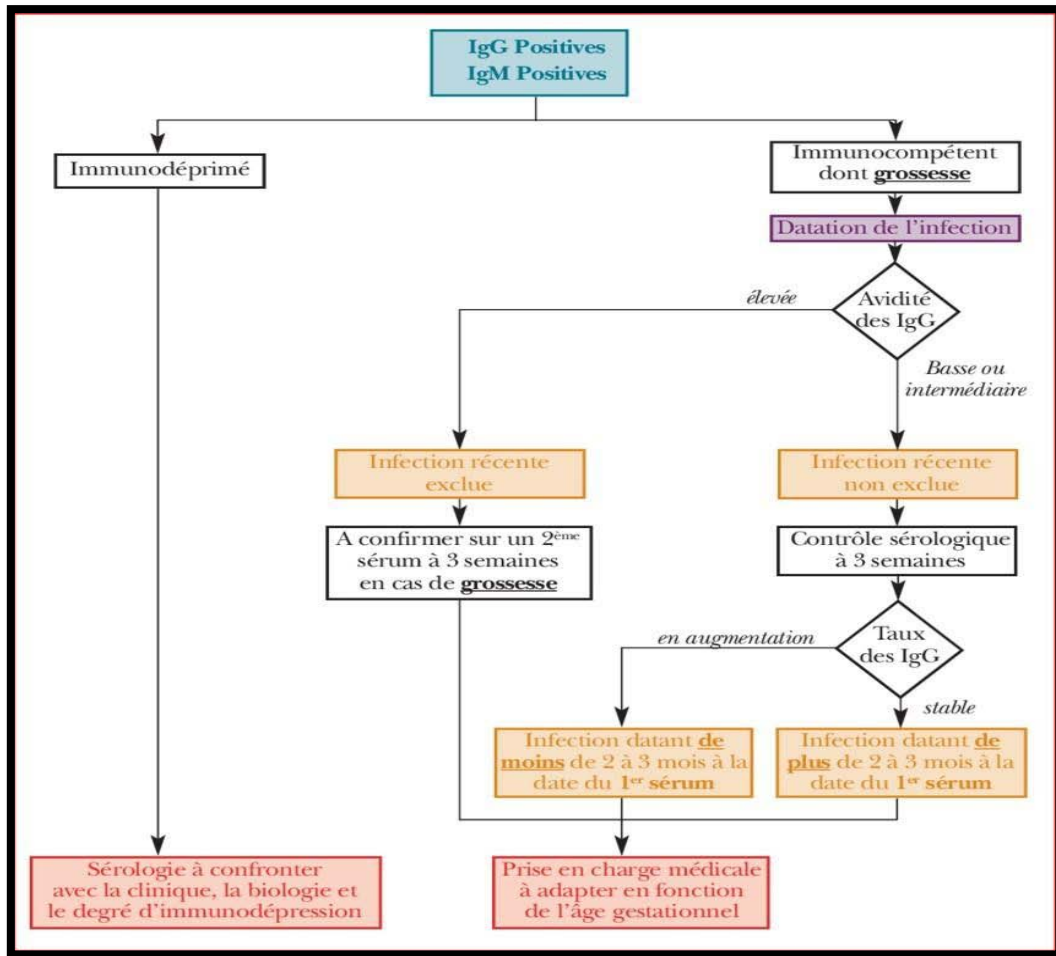 IgG Positives
IgM Positives
Immunodéprimé
Immunocompétent
dont grossesse
Datation de l'infection
élevée
Avidité
des IgG
Basse ou
intermédiaire
Infection récente
exclue
Infection récente
non exclue
A confirmer sur un 2ème
sérum à 3 semaines
en cas de grossesse
Contrôle sérologique
à 3 semaines
en augmentation
Taux
des IgG
stable
Infection datant de
moins de 2 à 3 mois à la
date du 1er sérum
Infection datant de
plus de 2 à 3 mois à la
date du 1er sérum
Sérologie à confronter
avec la clinique, la biologie et
le degré d'immunodépression
Prise en charge médicale
à adapter en fonction
de l'âge gestationnel